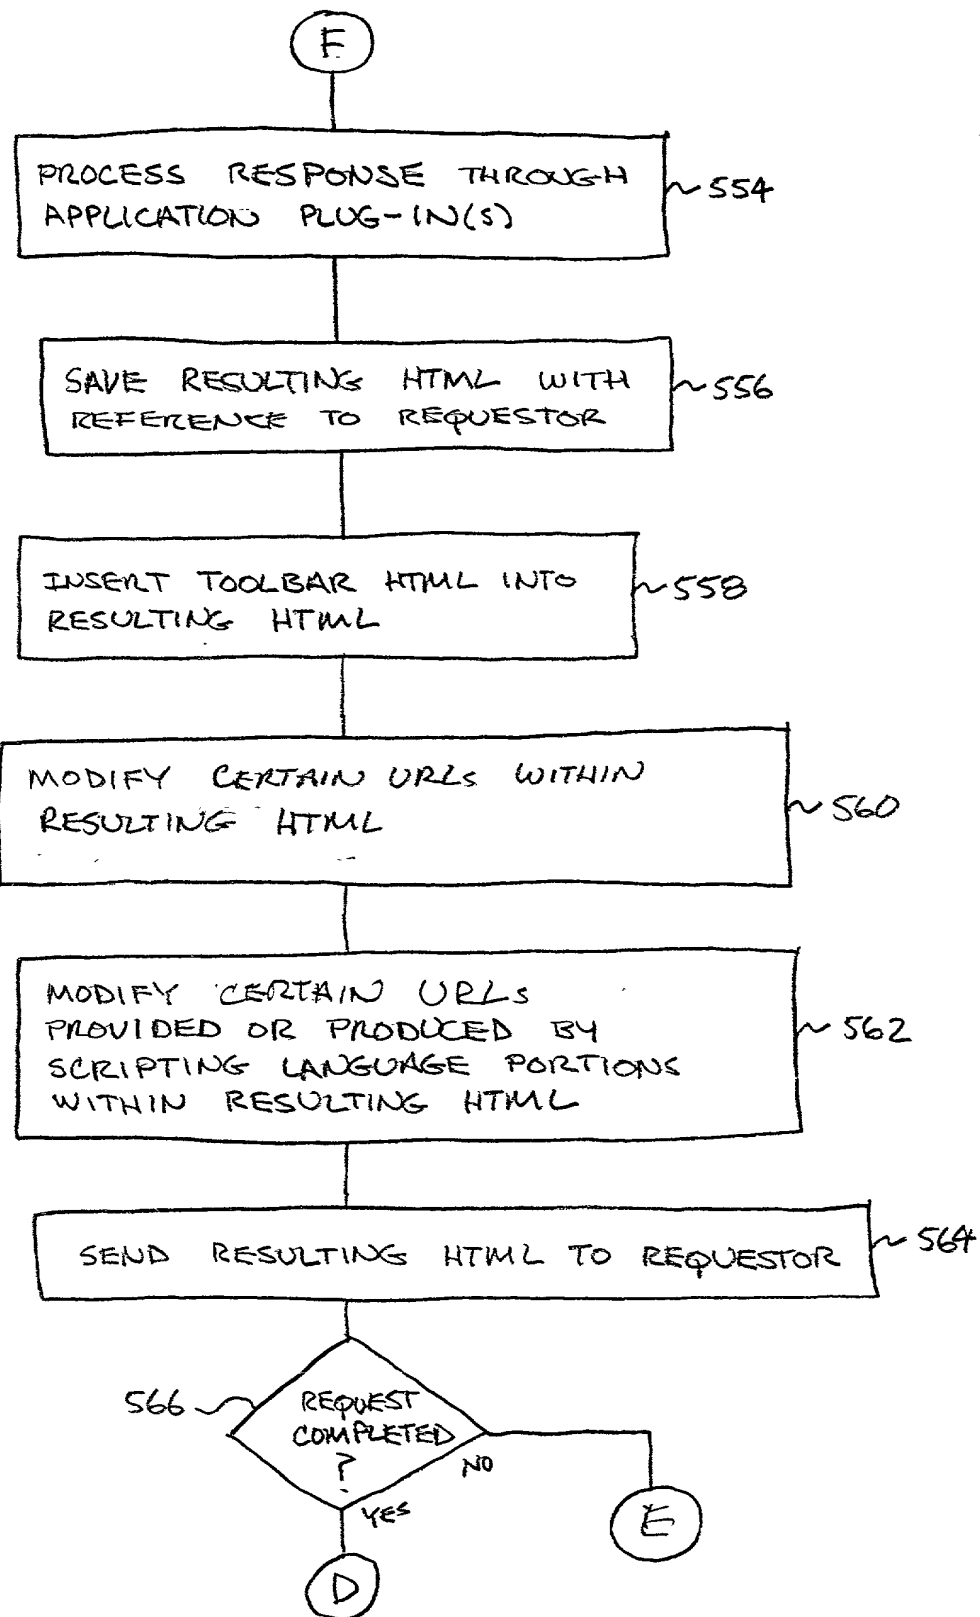 F
PROCESS RESPONSE THROUGH
APPLICATION PLUG-IN(S)
554
SAVE RESULTING HTML WITH
REFERENCE TO REQUESTOR
556
INSERT TOOLBAR HTML INTO
RESULTING HTML
558
MODIFY CERTAIN URLs WITHIN
RESULTING HTML
560
MODIFY CERTAIN URLs
PROVIDED OR PRODUCED BY
SCRIPTING LANGUAGE PORTIONS
WITHIN RESULTING HTML
562
SEND RESULTING HTML TO REQUESTOR
564
566
REQUEST
COMPLETED
?
NO
YES
E
D